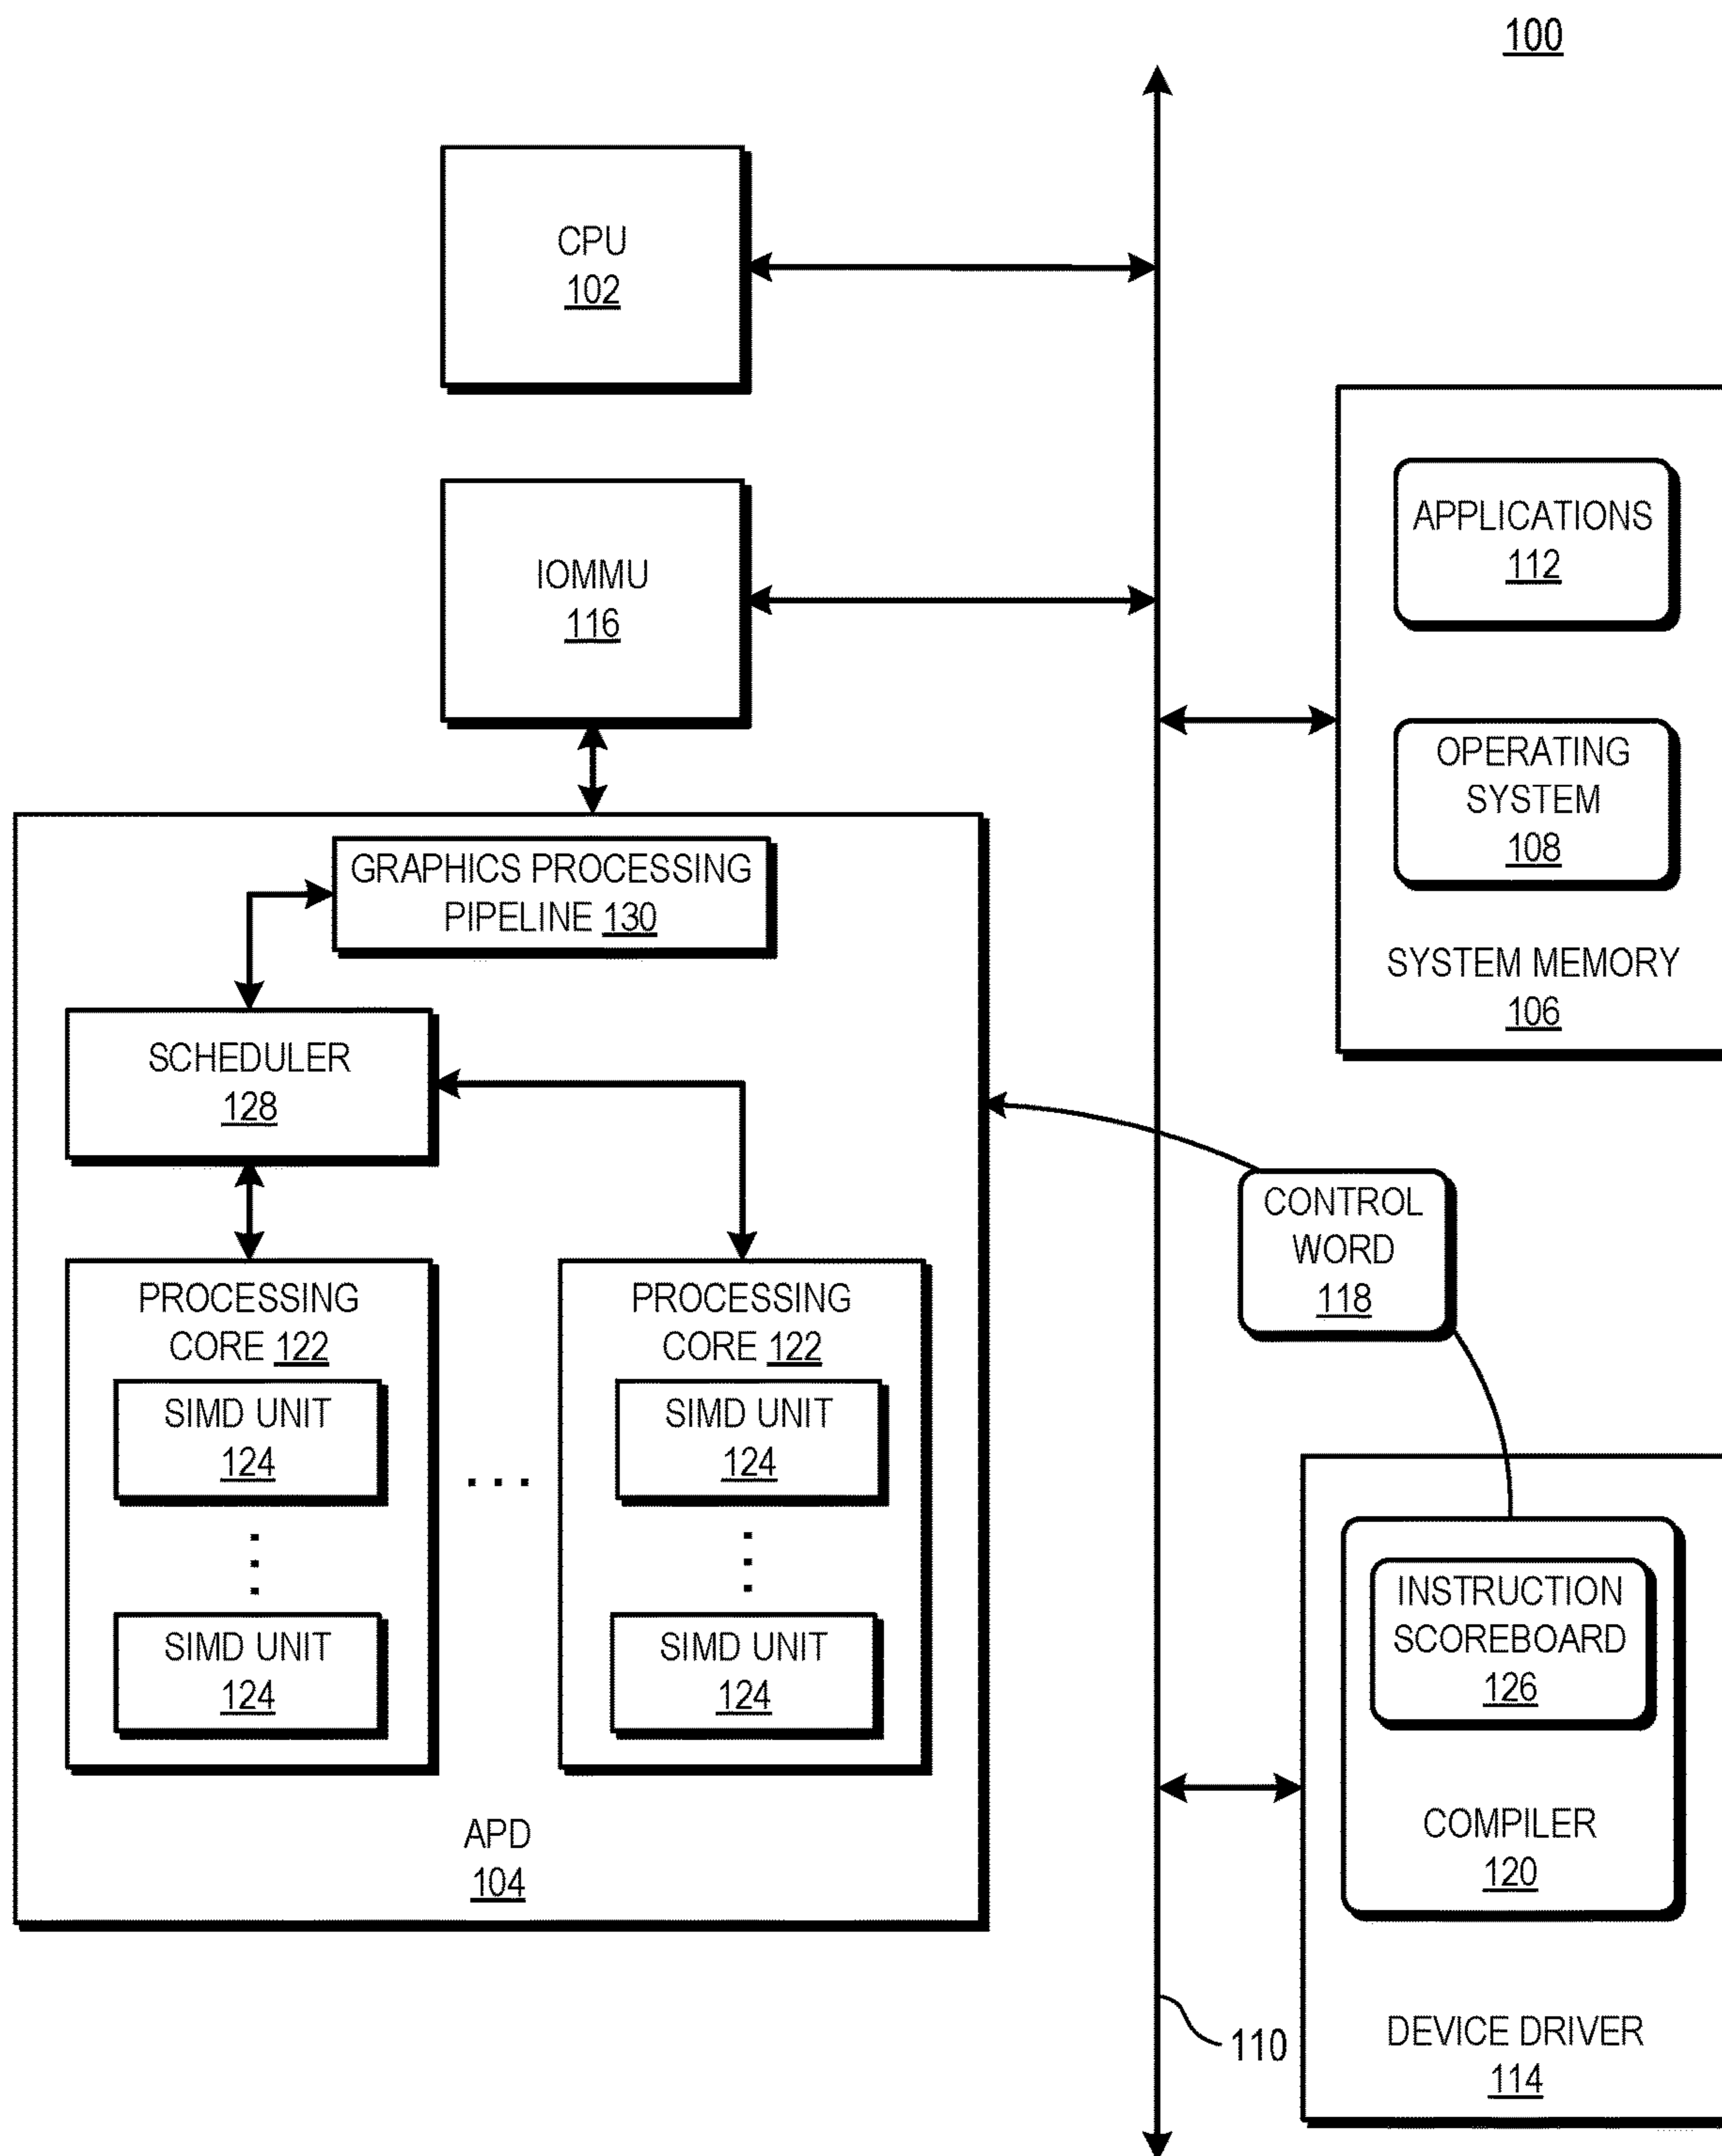 100
CPU
102
IOMMU
116
APPLICATIONS
112
OPERATING
SYSTEM
108
SYSTEM MEMORY
106
GRAPHICS PROCESSING
PIPELINE 130
SCHEDULER
128
PROCESSING
CORE 122
SIMD UNIT
124
SIMD UNIT
124
...
PROCESSING
CORE 122
SIMD UNIT
124
SIMD UNIT
124
APD
104
CONTROL
WORD
118
INSTRUCTION
SCOREBOARD
126
COMPILER
120
DEVICE DRIVER
114
110